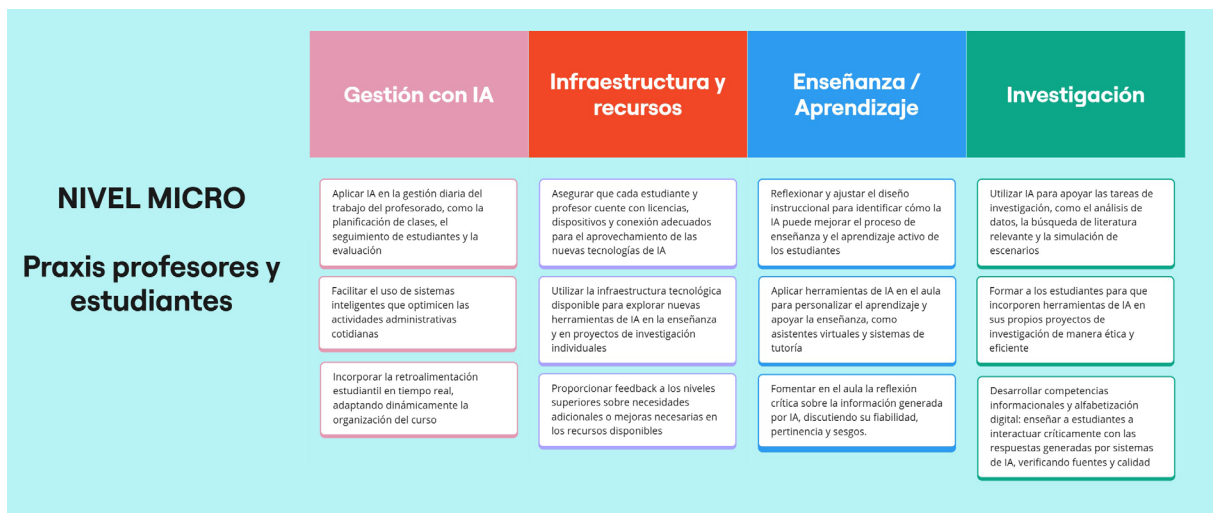 Gestión con IA
Infraestructura y
recursos
Enseñanza /
Aprendizaje
Investigación
NIVEL MICRO
Praxis profesores y
estudiantes
Aplicar IA en la gestión diaria del
trabajo del profesorado, como la
planificación de clases, el
seguimiento de estudiantes y la
evaluación
Facilitar el uso de sistemas
inteligentes que optimicen las
actividades administrativas
cotidianas
Incorporar la retroalimentación
estudiantil en tiempo real,
adaptando dinámicamente la
organización del curso
Asegurar que cada estudiante y
profesor cuente con licencias,
dispositivos y conexión adecuados
para el aprovechamiento de las
nuevas tecnologías de IA
Utilizar la infraestructura tecnológica
disponible para explorar nuevas
herramientas de IA en la enseñanza
y en proyectos de investigación
individuales
Proporcionar feedback a los niveles
superiores sobre necesidades
adicionales o mejoras necesarias en
los recursos disponibles
Reflexionar y ajustar el diseño
instruccional para identificar cómo la
IA puede mejorar el proceso de
enseñanza y el aprendizaje activo de
los estudiantes
Aplicar herramientas de IA en el aula
para personalizar el aprendizaje y
apoyar la enseñanza, como
asistentes virtuales y sistemas de
tutoría
Fomentar en el aula la reflexión
crítica sobre la información generada
por IA, discutiendo su fiabilidad,
pertinencia y sesgos.
Utilizar IA para apoyar las tareas de
investigación, como el análisis de
datos, la búsqueda de literatura
relevante y la simulación de
escenarios
Formar a los estudiantes para que
incorporen herramientas de IA en
sus propios proyectos de
investigación de manera ética y
eficiente
Desarrollar competencias
informacionales y alfabetización
digital: enseñar a estudiantes a
interactuar críticamente con las
respuestas generadas por sistemas
de IA, verificando fuentes y calidad